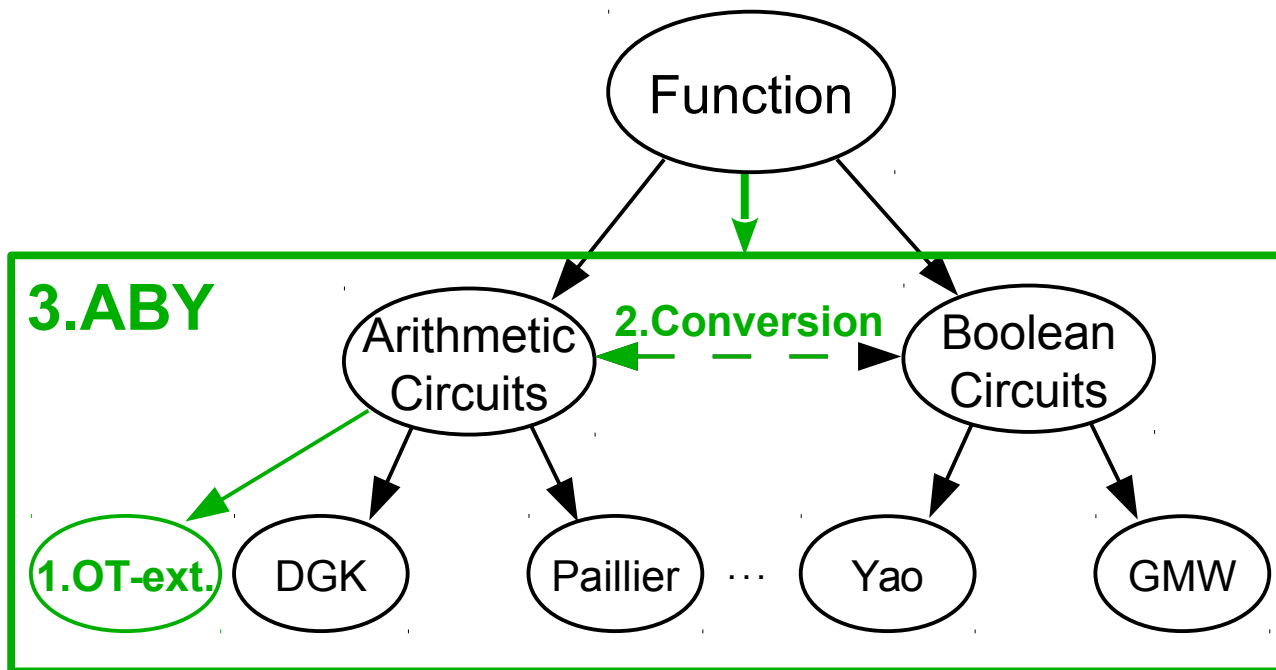 Function
3.ABY
2.Conversion
Arithmetic
Circuits
Boolean
Circuits
1.OT-ext.
DGK
Paillier
...
Yao
GMW